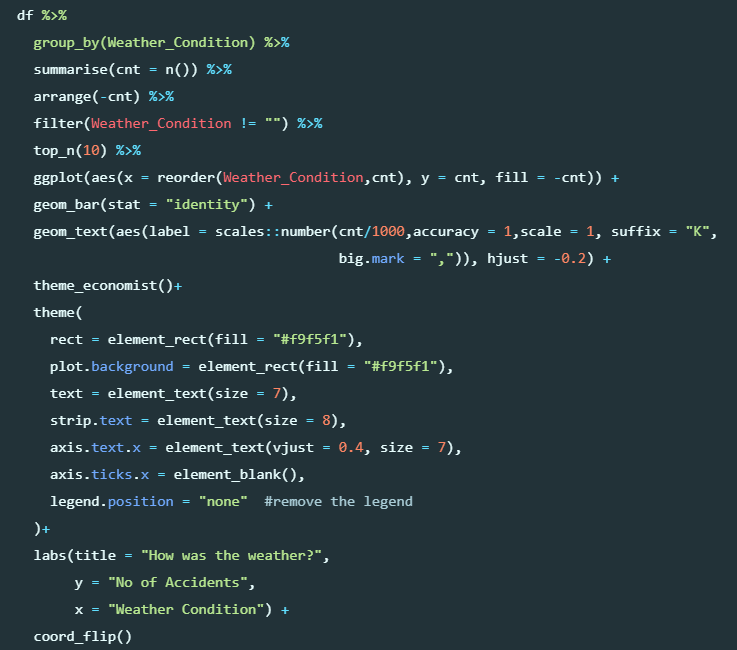 df %>%
  group_by(Weather_Condition) %>%
  summarise(cnt = n()) %>%
  arrange(-cnt) %>%
  filter(Weather_Condition != "") %>%
  top_n(10) %>%
  ggplot(aes(x = reorder(Weather_Condition,cnt), y = cnt, fill = -cnt)) +
  geom_bar(stat = "identity") +
  geom_text(aes(label = scales::number(cnt/1000,accuracy = 1,scale = 1, suffix = "K",
                                       big.mark = ",")), hjust = -0.2) +
  theme_economist()+
  theme(
    rect = element_rect(fill = "#f9f5f1"),
    plot.background = element_rect(fill = "#f9f5f1"),
    text = element_text(size = 7),
    strip.text = element_text(size = 8),
    axis.text.x = element_text(vjust = 0.4, size = 7),
    axis.ticks.x = element_blank(),
    legend.position = "none"  #remove the legend
  )+
  labs(title = "How was the weather?",
       y = "No of Accidents",
       x = "Weather Condition") +
  coord_flip()